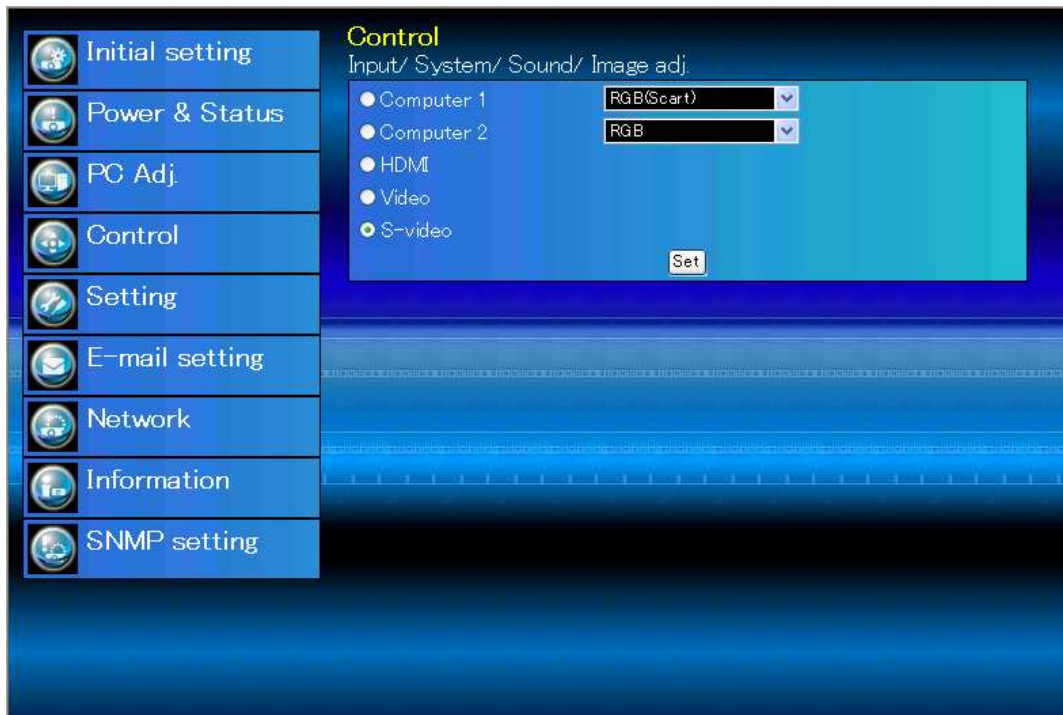 Initial setting
Power & Status
PC Adj.
Control
Setting
E-mail setting
Network
Information
SNMP setting
Control
Input/ System/ Sound/ Image adj.
Computer 1 RGB(Scart)
Computer 2 RGB
HDMI
Video
S-video
Set